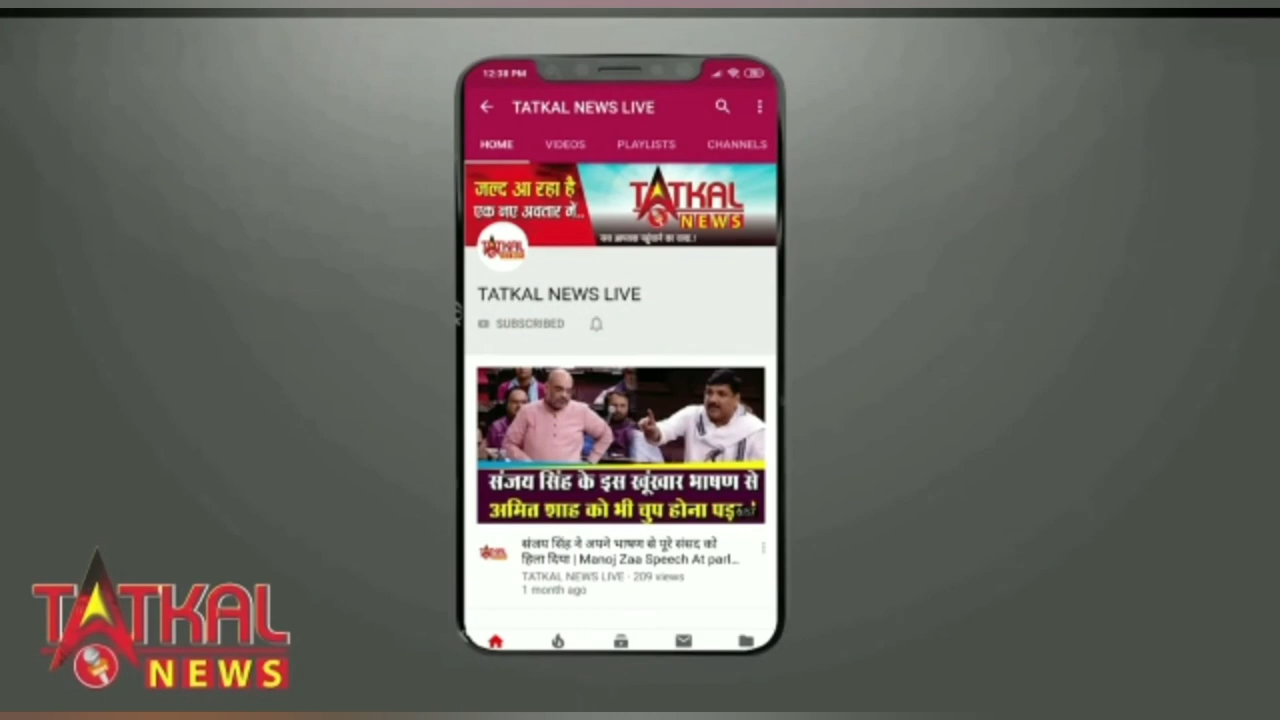 12:38 PM
TATKAL NEWS LIVE
HOME VIDEOS PLAYLISTS CHANNELS
जल्द आ रहा है
एक नए अवतार में..
TATKAL
NEWS
TATKAL
TATKAL NEWS LIVE
SUBSCRIBED
संजय सिंह के इस खूंखार भाषण से
अमित शाह को भी चुप होना पड़
संजय सिंह ने अपने भाषण से पूरे संसद को
हिला दिया | Manoj Zaa Speech At parl...
TATKAL NEWS LIVE · 209 views
1 month ago
TATKAL
NEWS